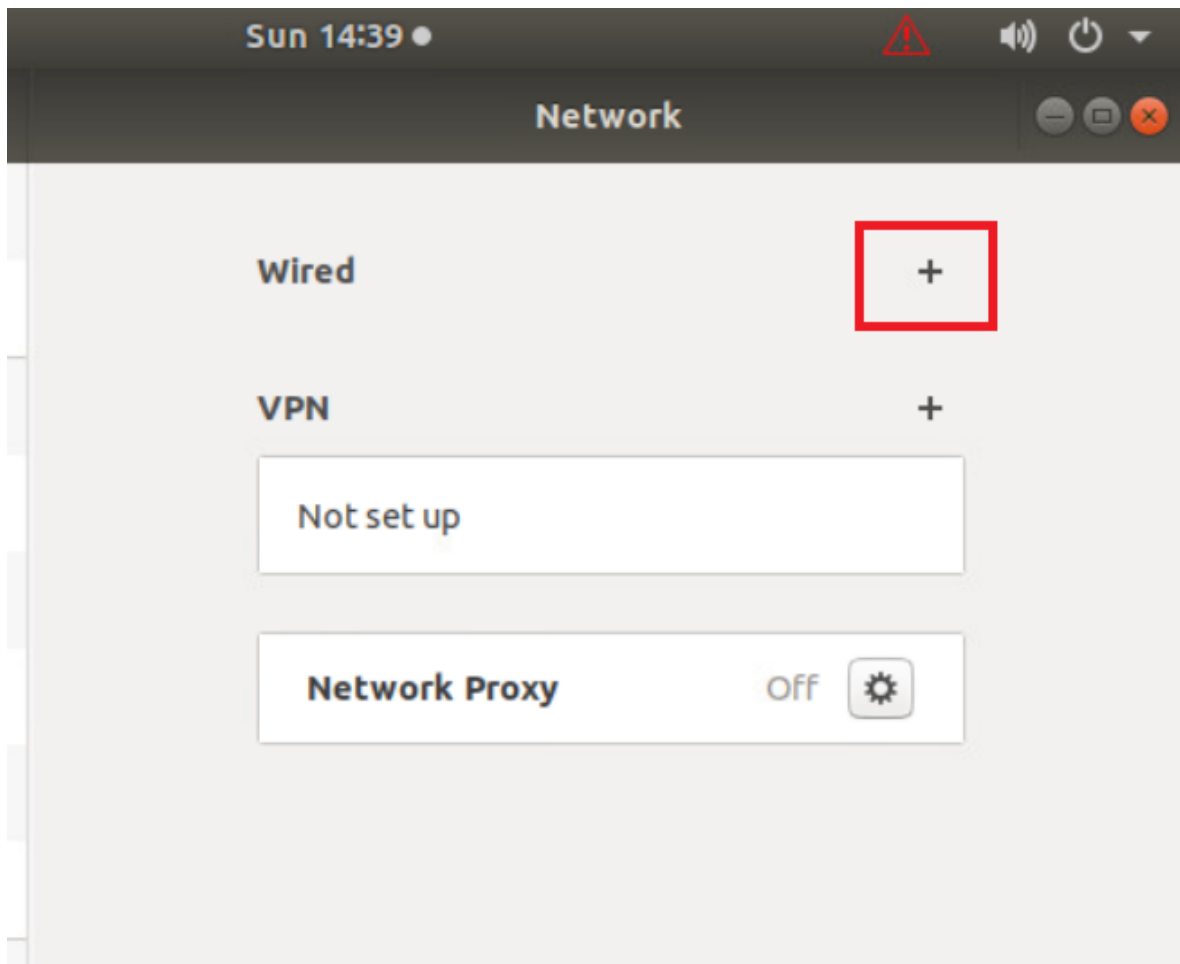 Sun 14:39
Network
Wired
VPN
Not set up
Network Proxy Off